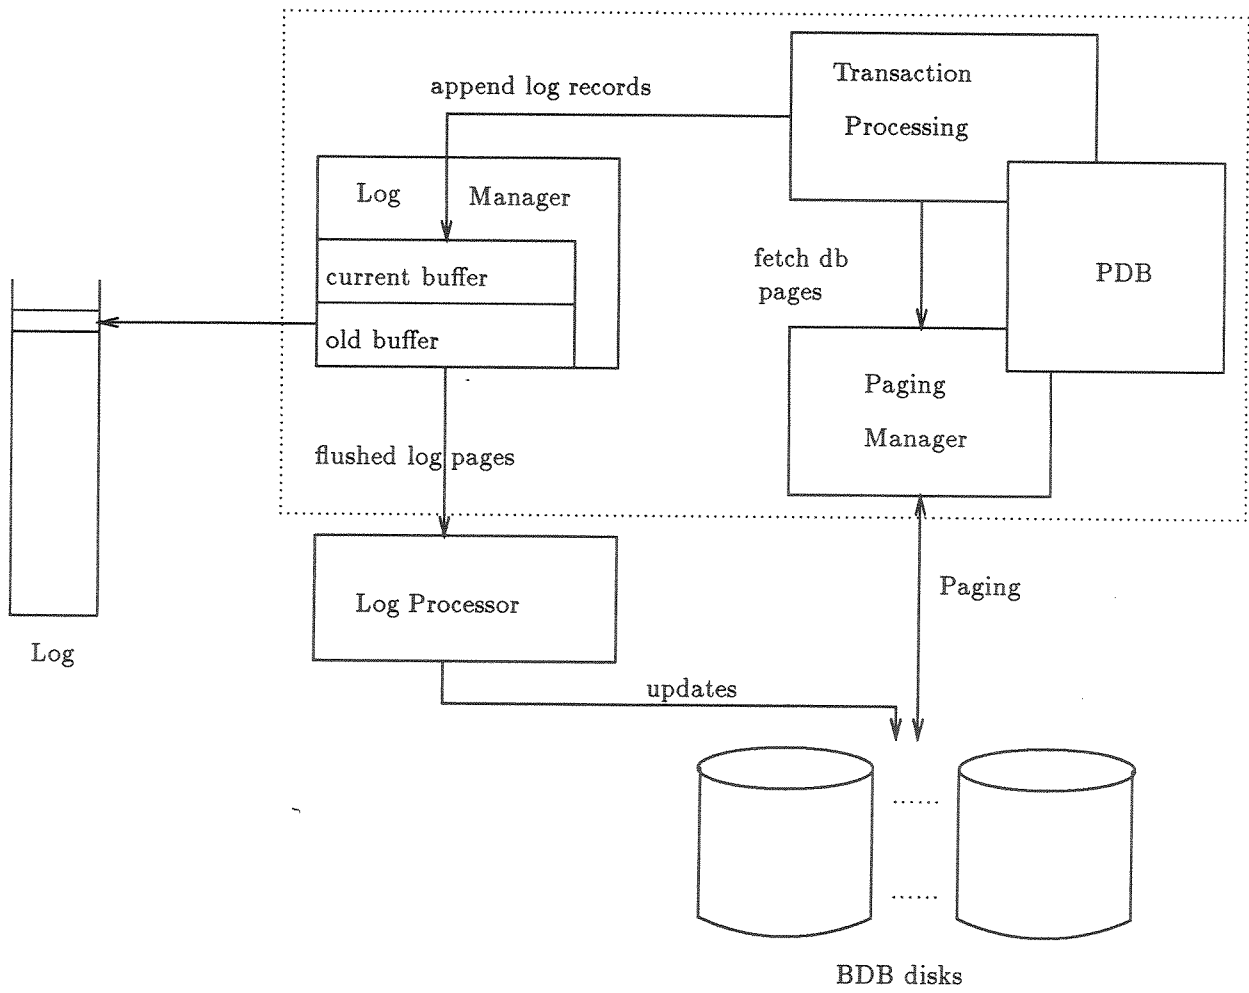 Transaction
append log records
Processing
Log Manager
fetch db
pages
PDB
current buffer
old buffer
Paging
Manager
flushed log pages
Paging
Log Processor
Log
updates
......
......
BDB disks